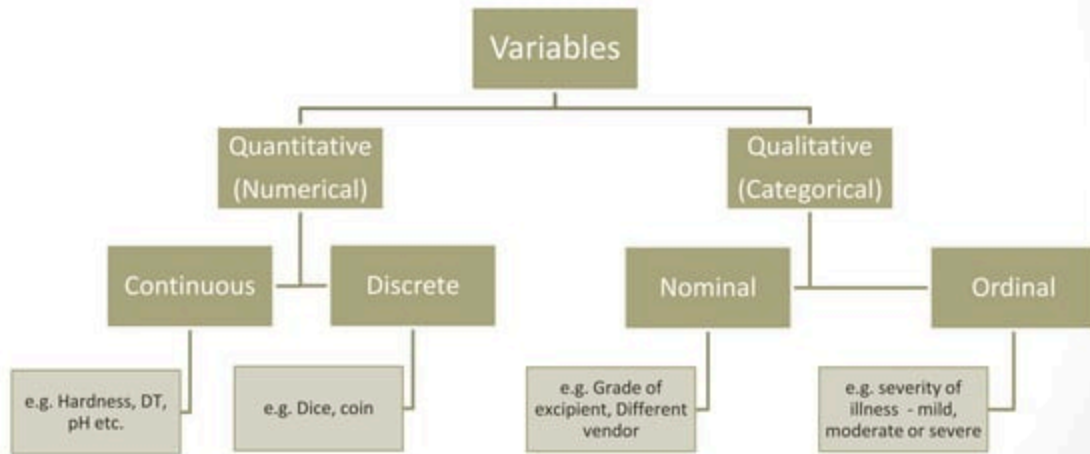 Variables
Quantitative
(Numerical)
Qualitative
(Categorical)
Continuous
Discrete
Nominal
Ordinal
e.g. Hardness, DT,
pH etc.
e.g. Dice, coin
e.g. Grade of
excipient, Different
vendor
e.g. severity of
illness - mild,
moderate or severe